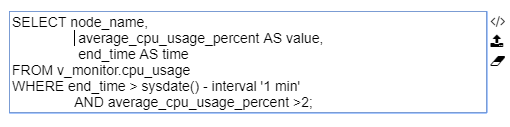 SELECT node_name,
average_cpu_usage_percent AS value,
end_time AS time
FROM v_monitor.cpu_usage
WHERE end_time > sysdate() - interval '1 min'
AND average_cpu_usage_percent >2;